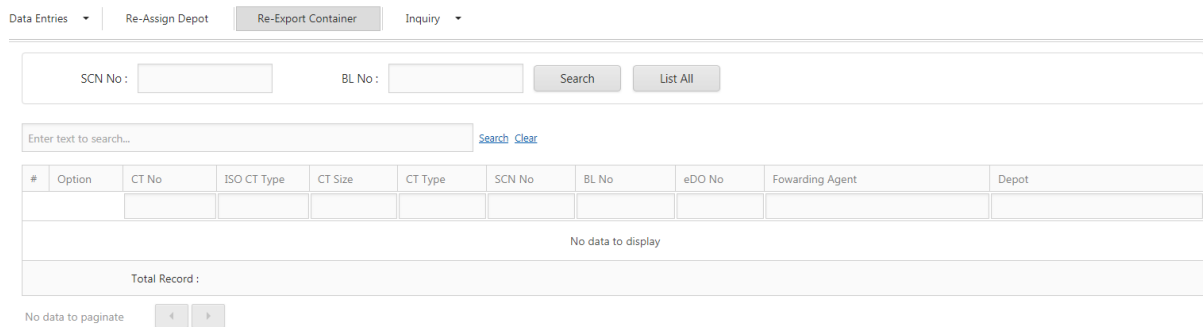 Data Entries Re-Assign Depot Re-Export Container Inquiry
SCN No : BL No : Search List All
Enter text to search... Search Clear
# Option CT No ISO CT Type CT Size CT Type SCN No BL No eDO No Fowarding Agent Depot
No data to display
Total Record :
No data to paginate